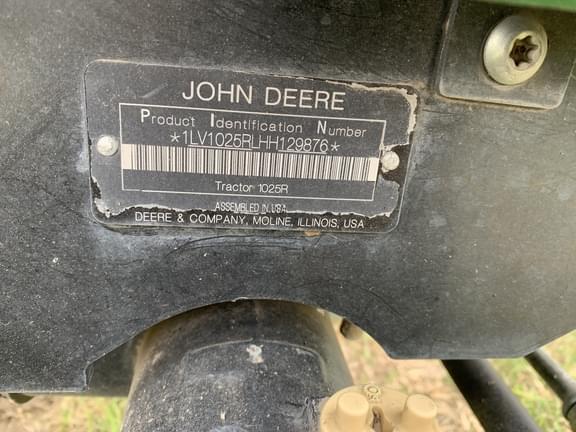 JOHN DEERE
Product Identification Number
*1LV1025RLHH129876*
Tractor 1025R
ASSEMBLED IN USA
DEERE & COMPANY, MOLINE, ILLINOIS, USA